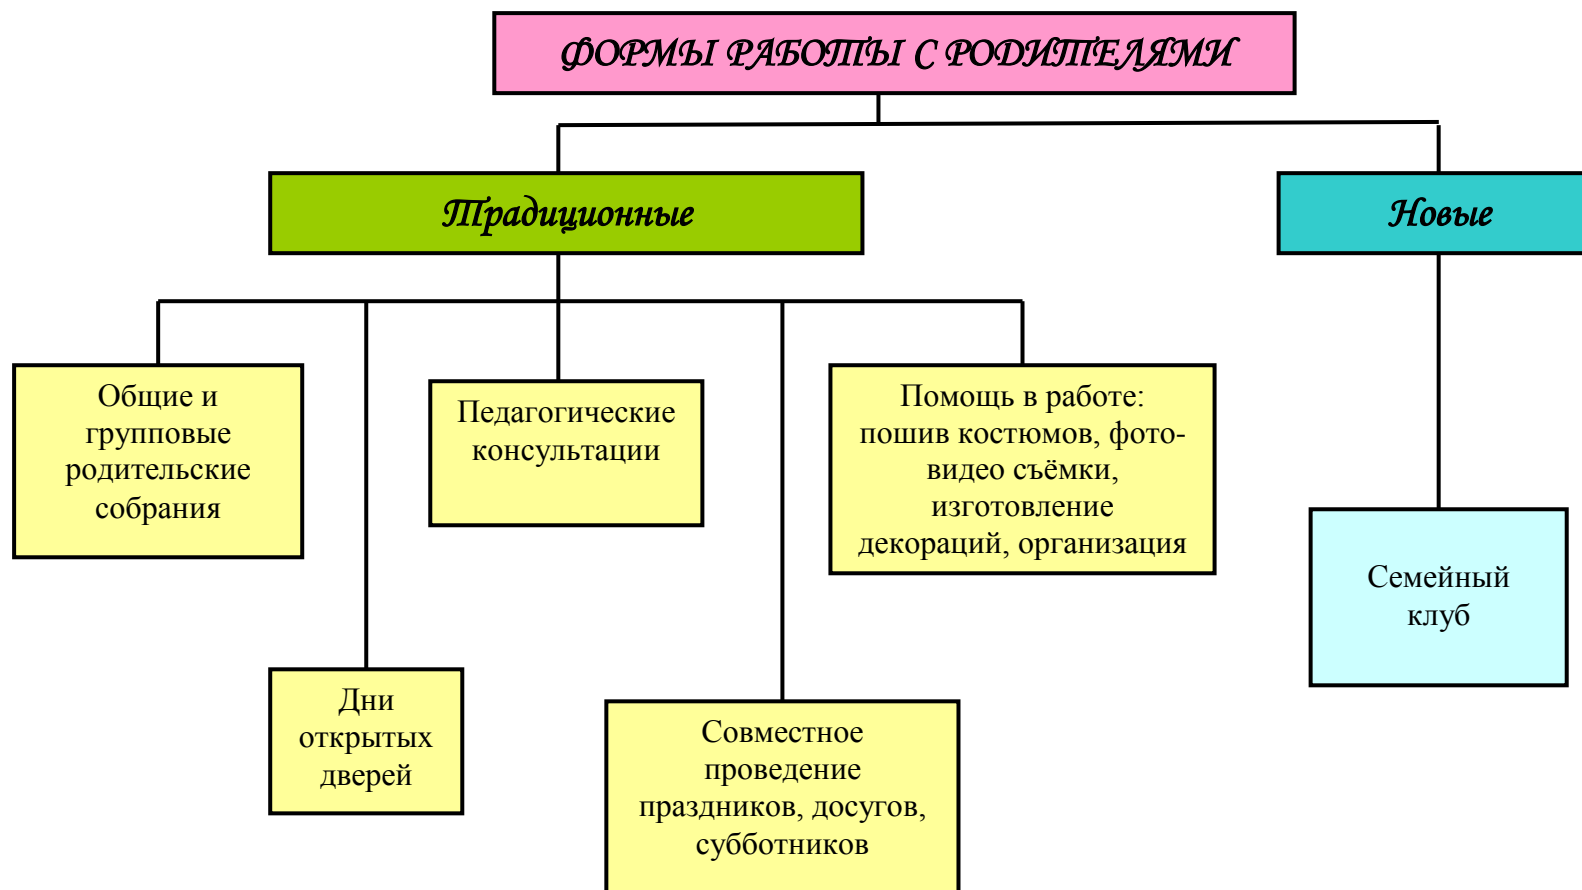 ФОРМЫ РАБОТЫ С РОДИТЕЛЯМИ
Традиционные
Новые
Общие и
групповые
родительские
собрания
Педагогические
консультации
Помощь в работе:
пошив костюмов, фото-
видео съёмки,
изготовление
декораций, организация
Семейный
клуб
Дни
открытых
дверей
Совместное
проведение
праздников, досугов,
субботников